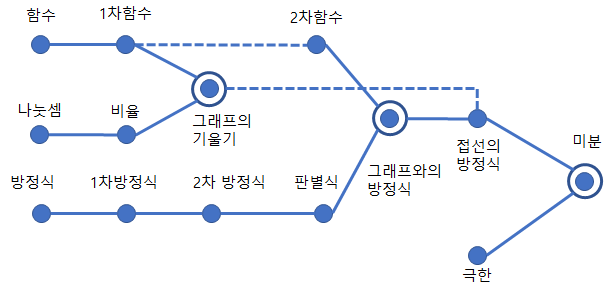 함수
1차함수
2차함수
나눗셈
비율
그래프의
기울기
접선의
방정식
미분
그래프와의
방정식
방정식
1차방정식
2차 방정식
판별식
극한